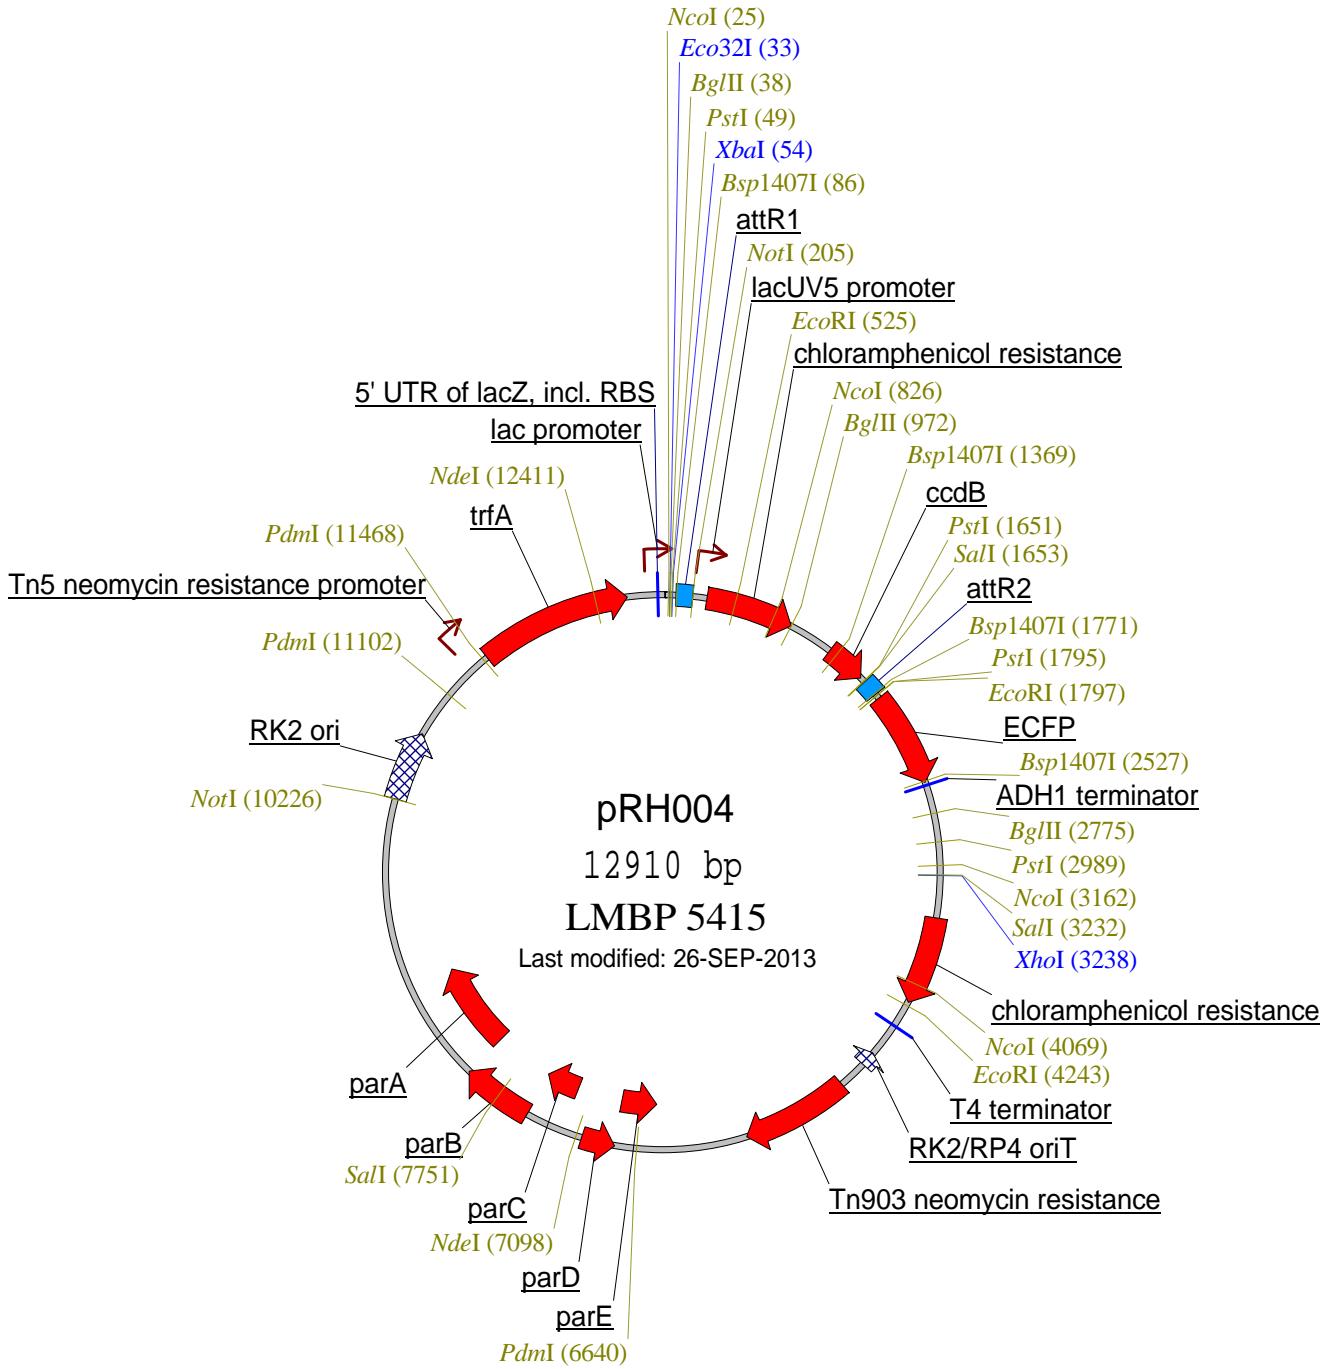 NcoI (25)
Eco32I (33)
BglII (38)
PstI (49)
XbaI (54)
Bsp1407I (86)
attR1
NotI (205)
lacUV5 promoter
EcoRI (525)
chloramphenicol resistance
NcoI (826)
BglII (972)
Bsp1407I (1369)
ccdB
PstI (1651)
SalI (1653)
attR2
Bsp1407I (1771)
PstI (1795)
EcoRI (1797)
ECFP
Bsp1407I (2527)
ADH1 terminator
BglII (2775)
PstI (2989)
NcoI (3162)
SalI (3232)
XhoI (3238)
chloramphenicol resistance
NcoI (4069)
EcoRI (4243)
T4 terminator
RK2/RP4 oriT
Tn903 neomycin resistance
PdmI (6640)
parE
parD
NdeI (7098)
parC
SalI (7751)
parB
parA
NotI (10226)
RK2 ori
PdmI (11102)
Tn5 neomycin resistance promoter
PdmI (11468)
trfA
NdeI (12411)
lac promoter
5' UTR of lacZ, incl. RBS
pRH004
12910 bp
LMBP 5415
Last modified: 26-SEP-2013